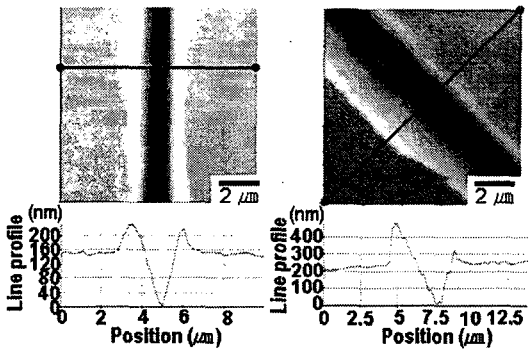 2 μm
2 μm
(nm)
Line profile
200
160
120
80
40
0
0 2 4 6 8
Position (μm)
(nm)
Line profile
400
300
200
100
0
0 2.5 5 7.5 10 12.5
Position (μm)